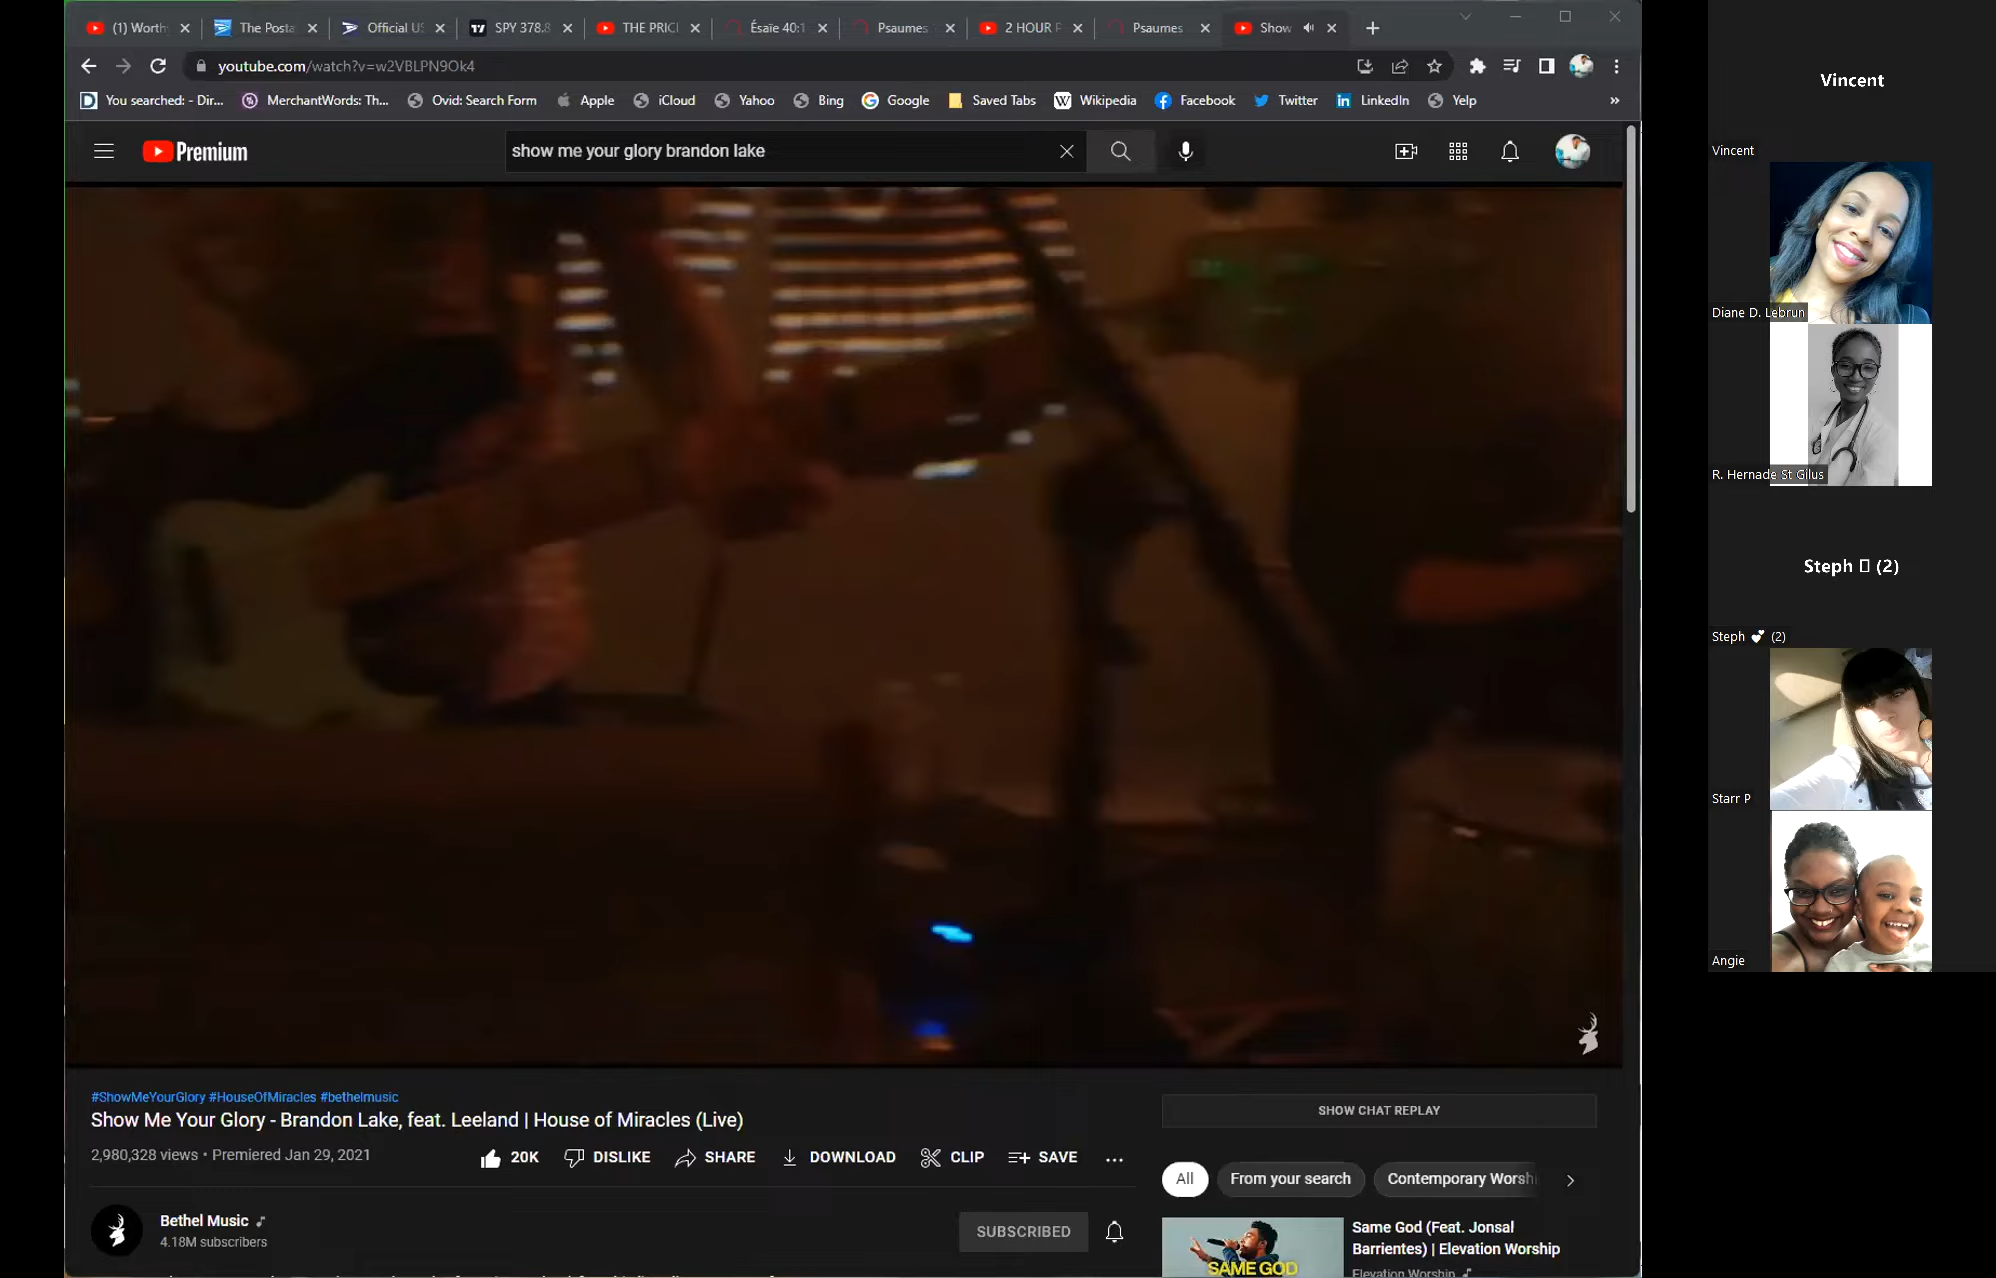 (1) Worth
The Posta
Official US
SPY 378.8
THE PRIC
Ésaïe 40:1
Psaumes
2 HOUR P
Psaumes
Show
youtube.com/watch?v=w2VBLPN9Ok4
You searched: - Dir...
MerchantWords: Th...
Ovid: Search Form
Apple
iCloud
Yahoo
Bing
Google
Saved Tabs
Wikipedia
Facebook
Twitter
LinkedIn
Yelp
»
Premium
show me your glory brandon lake
#ShowMeYourGlory #HouseOfMiracles #bethelmusic
Show Me Your Glory - Brandon Lake, feat. Leeland | House of Miracles (Live)
2,980,328 views • Premiered Jan 29, 2021
20K
DISLIKE
SHARE
DOWNLOAD
CLIP
SAVE
...
Bethel Music
4.18M subscribers
SUBSCRIBED
SHOW CHAT REPLAY
All
From your search
Contemporary Worshi
Same God (Feat. Jonsal
Barrientes) | Elevation Worship
Elevation Worship
SAME GOD
Vincent
Vincent
Diane D. Lebrun
R. Hernade St Gilus
Steph (2)
Steph 💕 (2)
Starr P
Angie